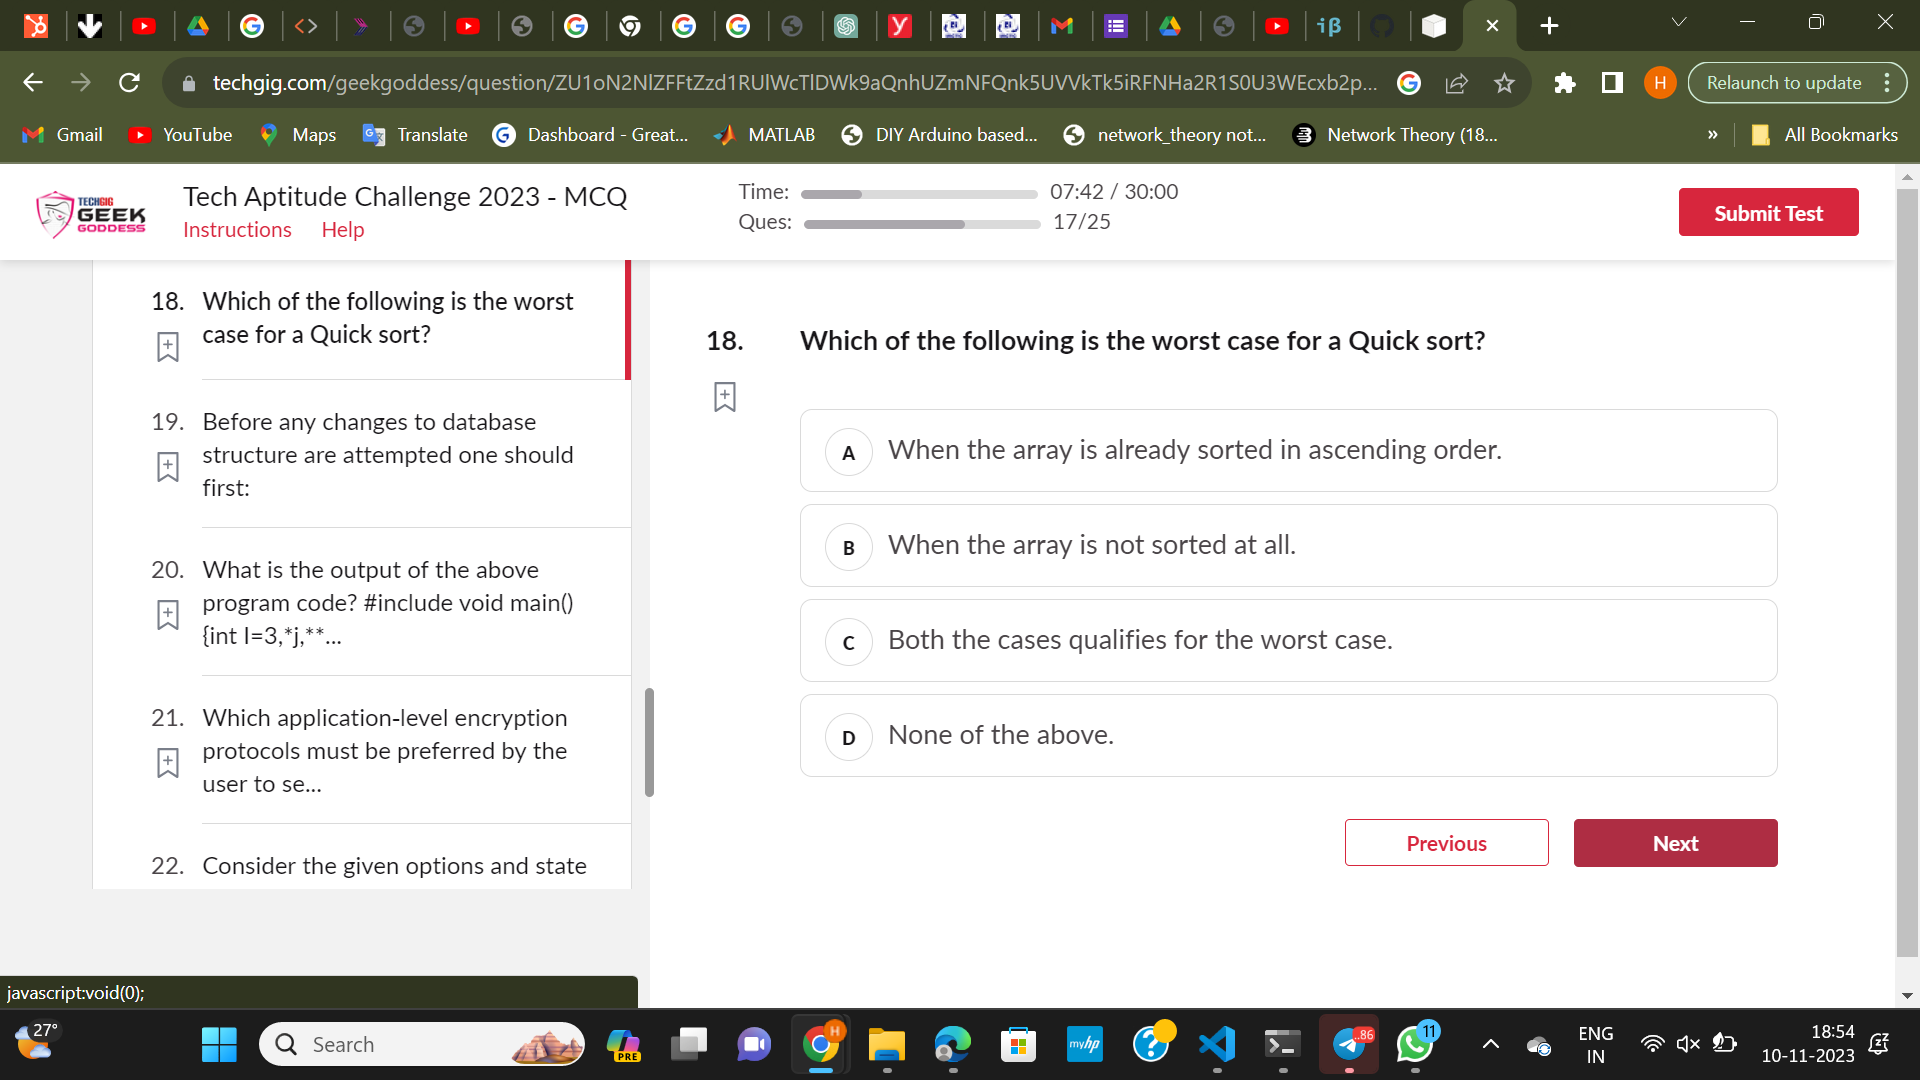 techgig.com/geekgoddess/question/ZU1oN2NlZFFtZzd1RUlWcTlDWk9aQnhUZmNFQnk5UVVkTk5iRFNHa2R1S0U3WEcxb2p...
H
Relaunch to update
Gmail
YouTube
Maps
Translate
Dashboard - Great...
MATLAB
DIY Arduino based...
network_theory not...
Network Theory (18...
»
All Bookmarks
TECHGIG
GEEK
GODDESS
Tech Aptitude Challenge 2023 - MCQ
Instructions Help
Time: 07:42 / 30:00
Ques: 17/25
Submit Test
18. Which of the following is the worst
case for a Quick sort?
19. Before any changes to database
structure are attempted one should
first:
20. What is the output of the above
program code? #include void main()
{int I=3,*j,**...
21. Which application-level encryption
protocols must be preferred by the
user to se...
22. Consider the given options and state
18. Which of the following is the worst case for a Quick sort?
A When the array is already sorted in ascending order.
B When the array is not sorted at all.
C Both the cases qualifies for the worst case.
D None of the above.
Previous
Next
javascript:void(0);
27°
Search
PRE
H
myhp
86
11
ENG
IN
18:54
10-11-2023